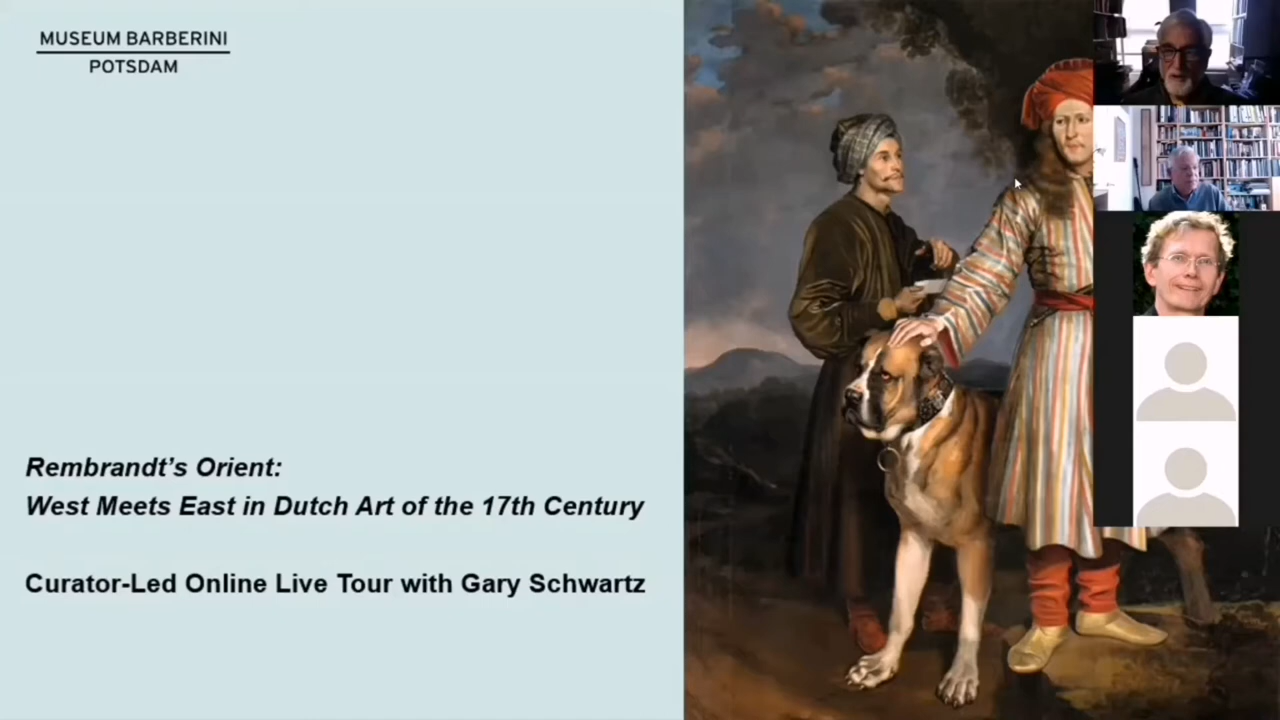 MUSEUM BARBERINI
POTSDAM
Rembrandt’s Orient:
West Meets East in Dutch Art of the 17th Century
Curator-Led Online Live Tour with Gary Schwartz